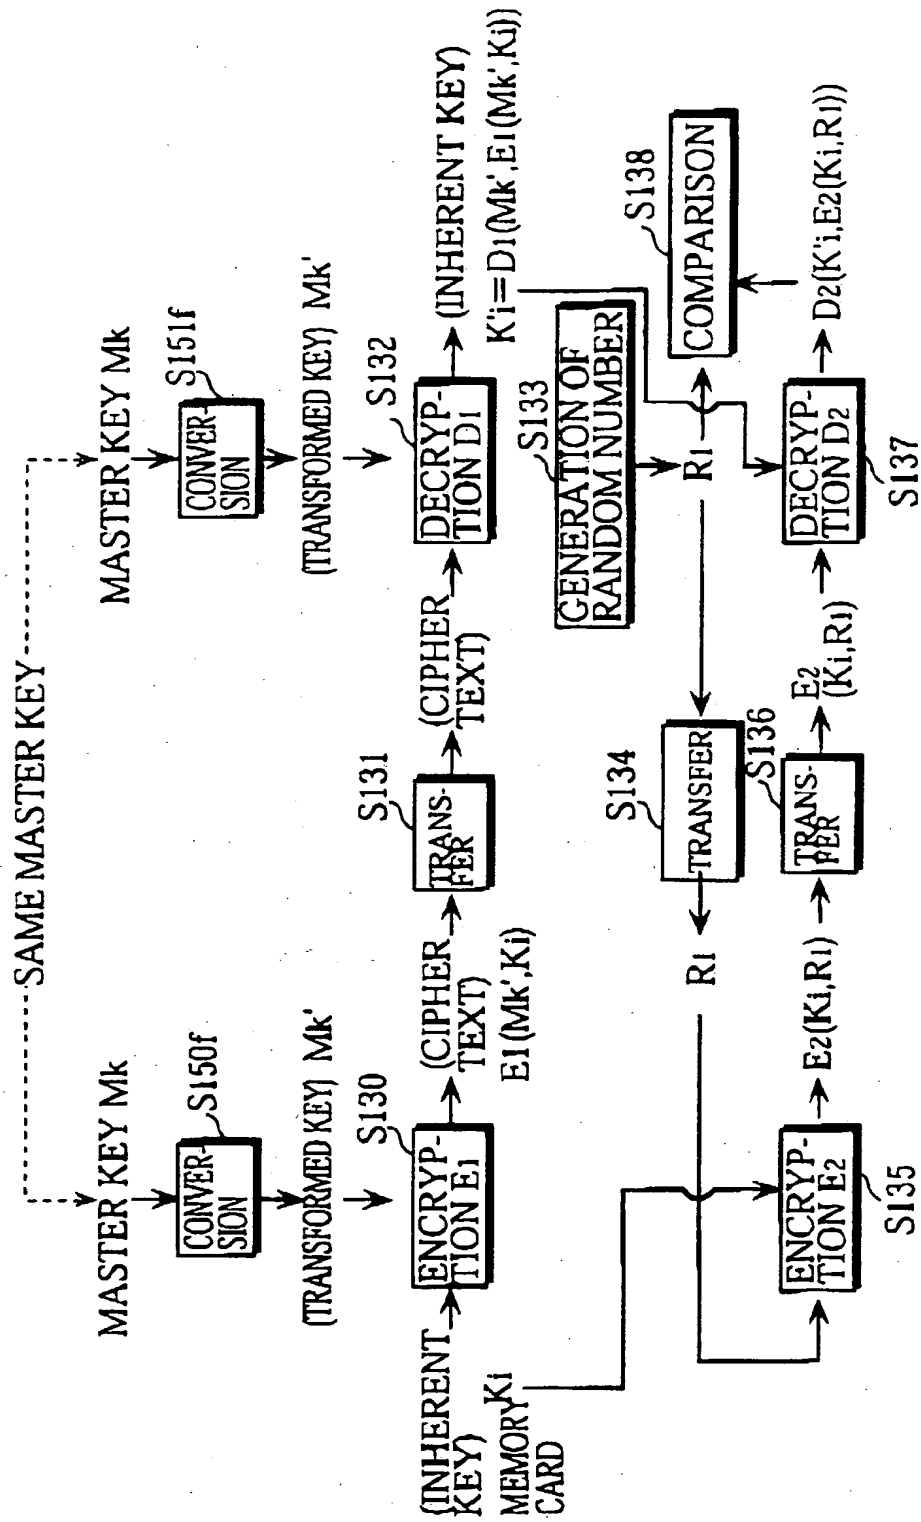 SAME MASTER KEY
MASTER KEY Mk
MASTER KEY Mk
S150f
CONVER-
SION
S151f
CONVER-
SION
(TRANSFORMED KEY) Mk'
(TRANSFORMED KEY) Mk'
S130
S131
S132
(INHERENT
KEY)
Ki
MEMORY
CARD
ENCRYP-
TION E1
(CIPHER
TEXT)
E1(Mk',Ki)
TRANS-
FER
(CIPHER
TEXT)
DECRYP-
TION D1
(INHERENT KEY)
K'i=D1(Mk',E1(Mk',Ki))
S133
GENERATION OF
RANDOM NUMBER
S134
S138
R1
TRANSFER
R1
COMPARISON
S136
ENCRYP-
TION E2
S135
E2(Ki,R1)
TRANS-
FER
E2
(Ki,R1)
DECRYP-
TION D2
S137
D2(K'i,E2(Ki,R1))